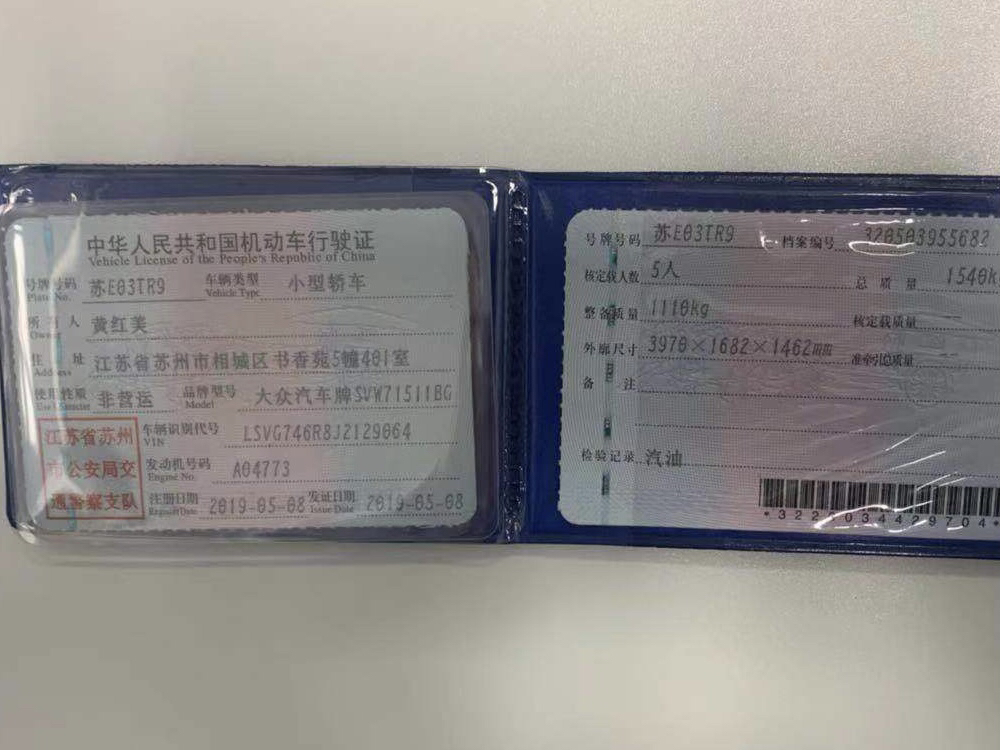 中华人民共和国机动车行驶证
Vehicle License of the People's Republic of China
号牌号码 苏E03TR9 车辆类型 小型轿车
Plate No. Vehicle Type
所有人 黄红美
Owner
住址 江苏省苏州市相城区书香苑5幢401室
Address
使用性质 非营运 品牌型号 大众汽车牌SVW71511BG
Use Character Model
江苏省苏州
市公安局交
通警察支队
车辆识别代号 LSVG746R8J2129064
VIN
发动机号码 A04773
Engine No.
注册日期 2019-05-08 发证日期 2019-05-08
Register Date Issue Date
号牌号码 苏E03TR9 档案编号 320503955682
核定载人数 5人 总质量 1540k
整备质量 1110kg 核定载质量 --
外廓尺寸 3970×1682×1462mm 准牵引总质量
备注
检验记录 汽油